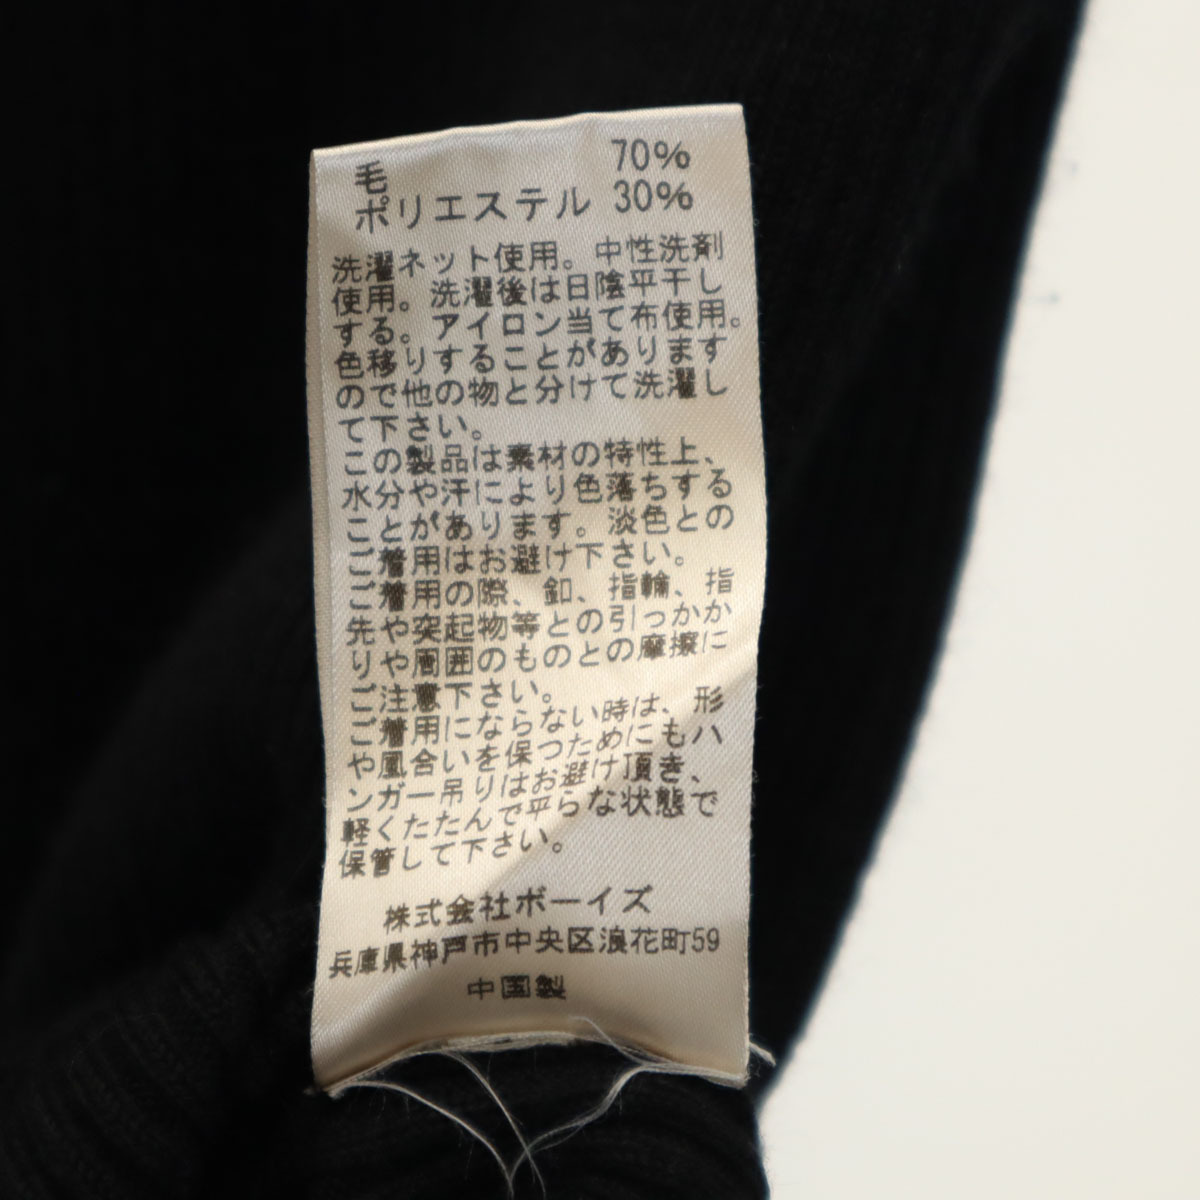 毛 70%
ポリエステル 30%
洗濯ネット使用。中性洗剤
使用。洗濯後は日陰平干し
する。アイロン当て布使用。
色移りすることがあります
ので他の物と分けて洗濯し
て下さい。
この製品は素材の特性上、
水分や汗により色落ちする
ことがあります。淡色との
ご着用はお避け下さい。
ご着用の際、釦、指輪、指
先や突起物等との引っかか
りや周囲のものとの摩擦に
ご注意下さい。
ご着用にならない時は、形
や風合いを保つためにもハ
ンガー吊りはお避け頂き、
軽くたたんで平らな状態で
保管して下さい。
株式会社ボーイズ
兵庫県神戸市中央区浪花町59
中国製